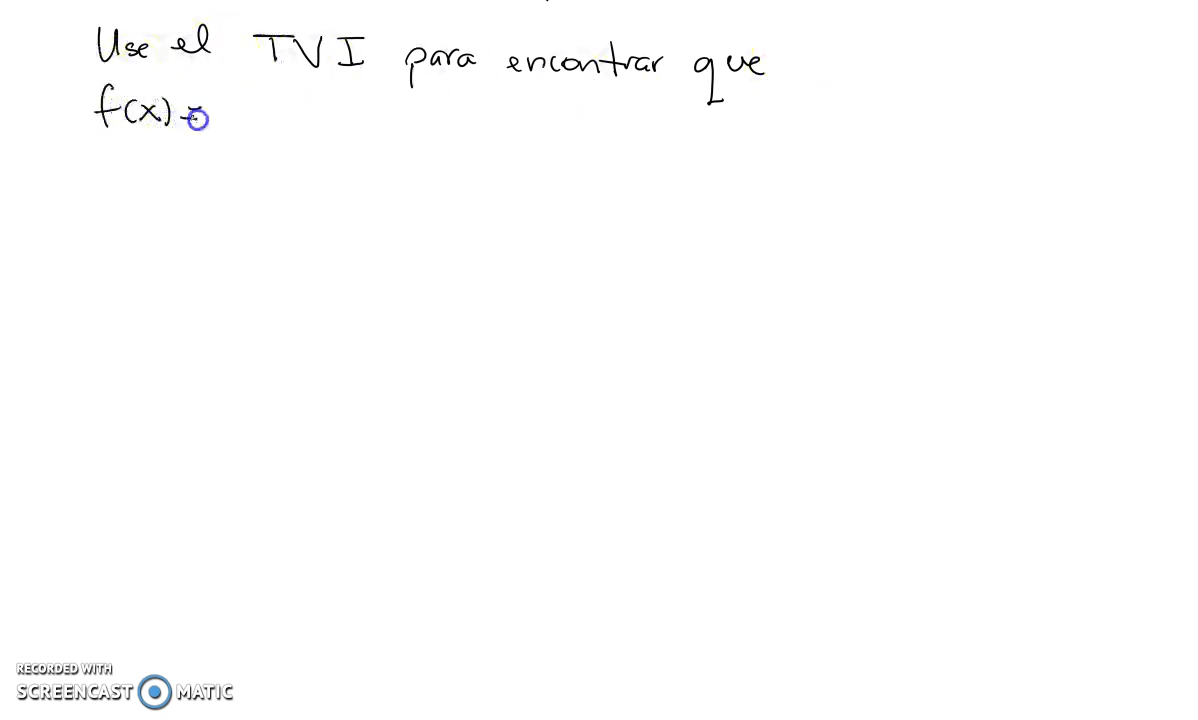 Use el TVI para encontrar que
f(x) =
RECORDED WITH
SCREENCAST MATIC